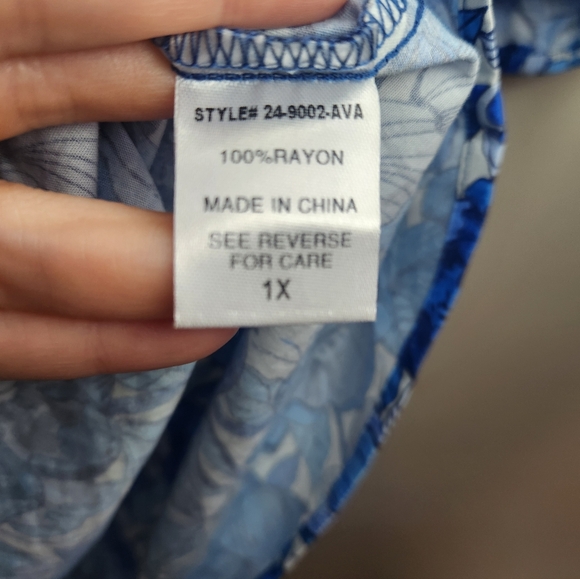 STYLE# 24-9002-AVA
100%RAYON
MADE IN CHINA
SEE REVERSE
FOR CARE
1X